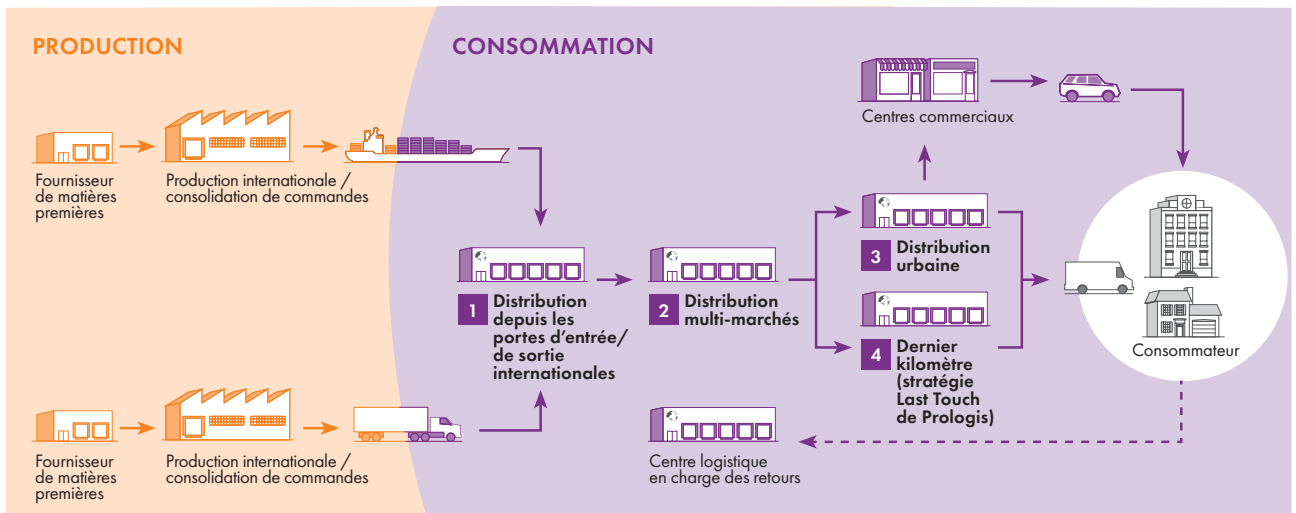 PRODUCTION
CONSOMMATION
Fournisseur
de matières
premières
Production internationale /
consolidation de commandes
Centres commerciaux
1 Distribution
depuis les
portes d'entrée/
de sortie
internationales
2 Distribution
multi-marchés
3 Distribution
urbaine
4 Dernier
kilomètre
(stratégie
Last Touch
de Prologis)
Consommateur
Fournisseur
de matières
premières
Production internationale /
consolidation de commandes
Centre logistique
en charge des retours